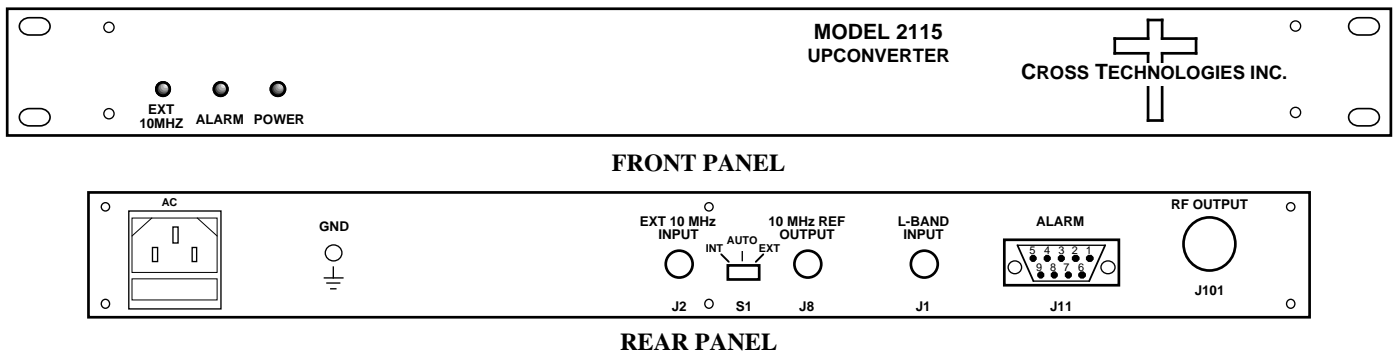 MODEL 2115
UPCONVERTER
CROSS TECHNOLOGIES INC.
EXT
10MHZ
ALARM
POWER
FRONT PANEL
AC
GND
EXT 10 MHz
INPUT
INT
AUTO
EXT
10 MHz REF
OUTPUT
L-BAND
INPUT
ALARM
5 4 3 2 1
9 8 7 6
RF OUTPUT
J2
S1
J8
J1
J11
J101
REAR PANEL